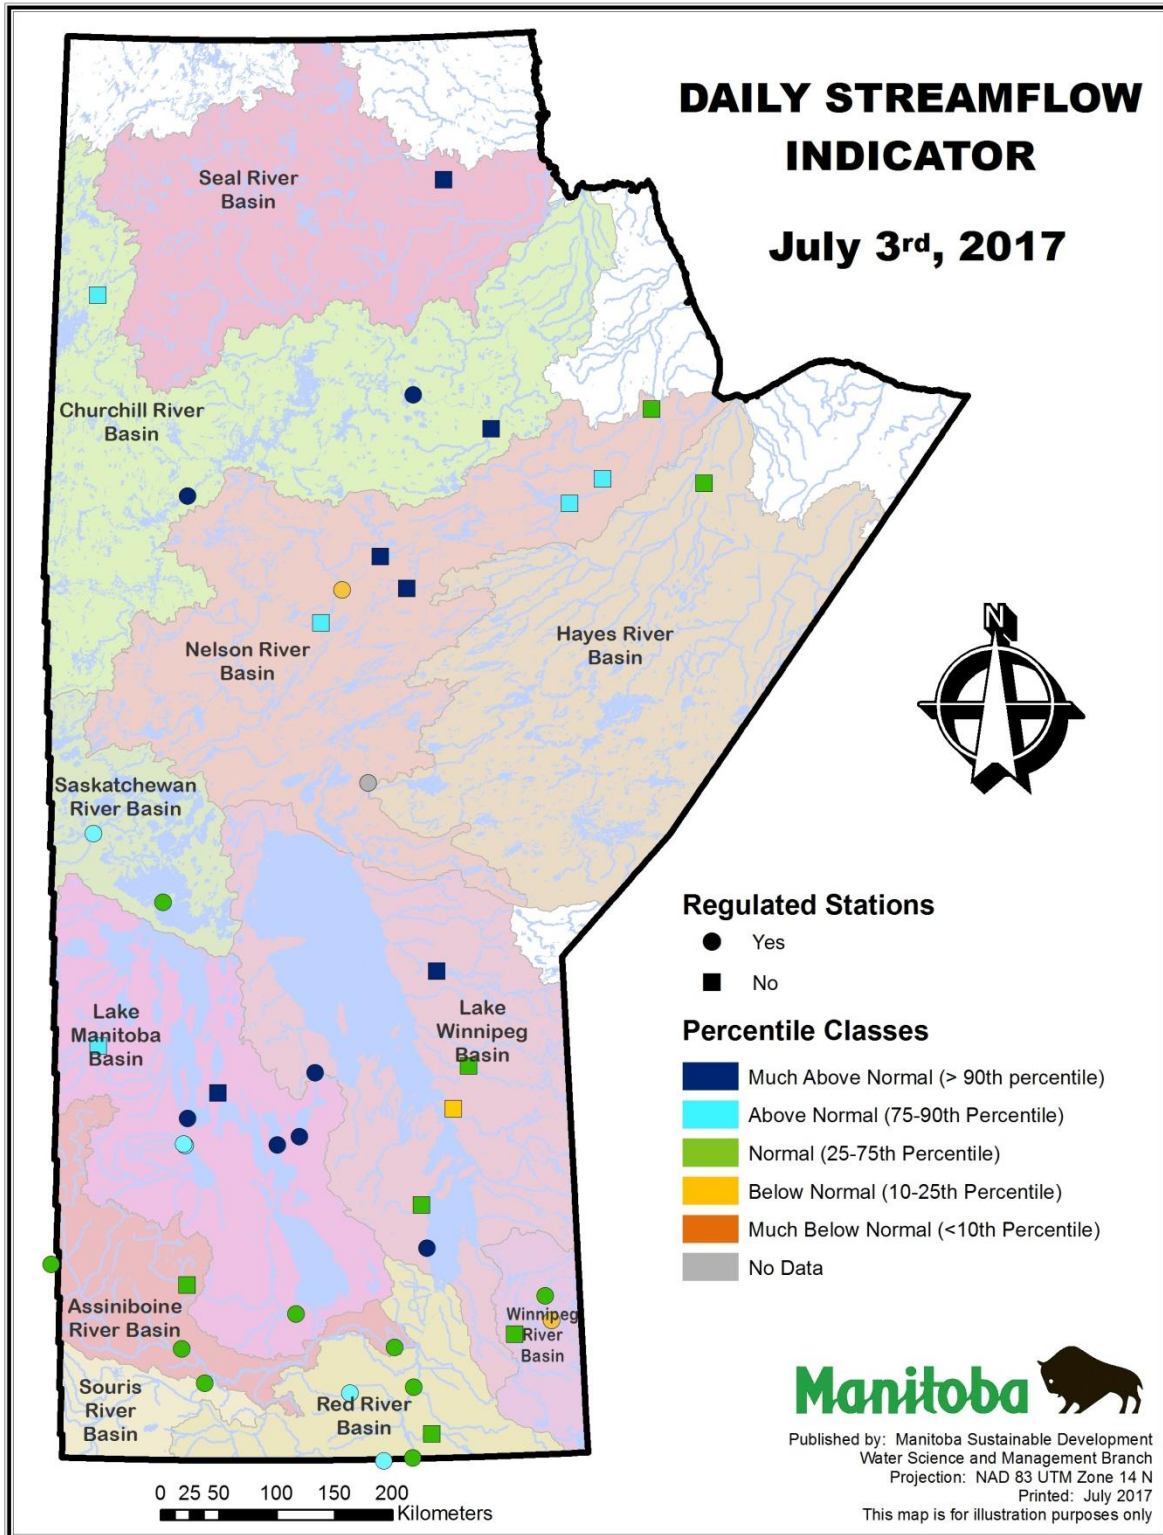 DAILY STREAMFLOW
INDICATOR
July 3rd, 2017
Seal River
Basin
Churchill River
Basin
Nelson River
Basin
Hayes River
Basin
Saskatchewan
River Basin
Lake
Manitoba
Basin
Lake
Winnipeg
Basin
Assiniboine
River Basin
Winnipeg
River
Basin
Souris
River
Basin
Red River
Basin
N
Regulated Stations
Yes
No
Percentile Classes
Much Above Normal (> 90th percentile)
Above Normal (75-90th Percentile)
Normal (25-75th Percentile)
Below Normal (10-25th Percentile)
Much Below Normal (<10th Percentile)
No Data
Manitoba
Published by: Manitoba Sustainable Development
Water Science and Management Branch
Projection: NAD 83 UTM Zone 14 N
Printed: July 2017
This map is for illustration purposes only
0 25 50 100 150 200
Kilometers